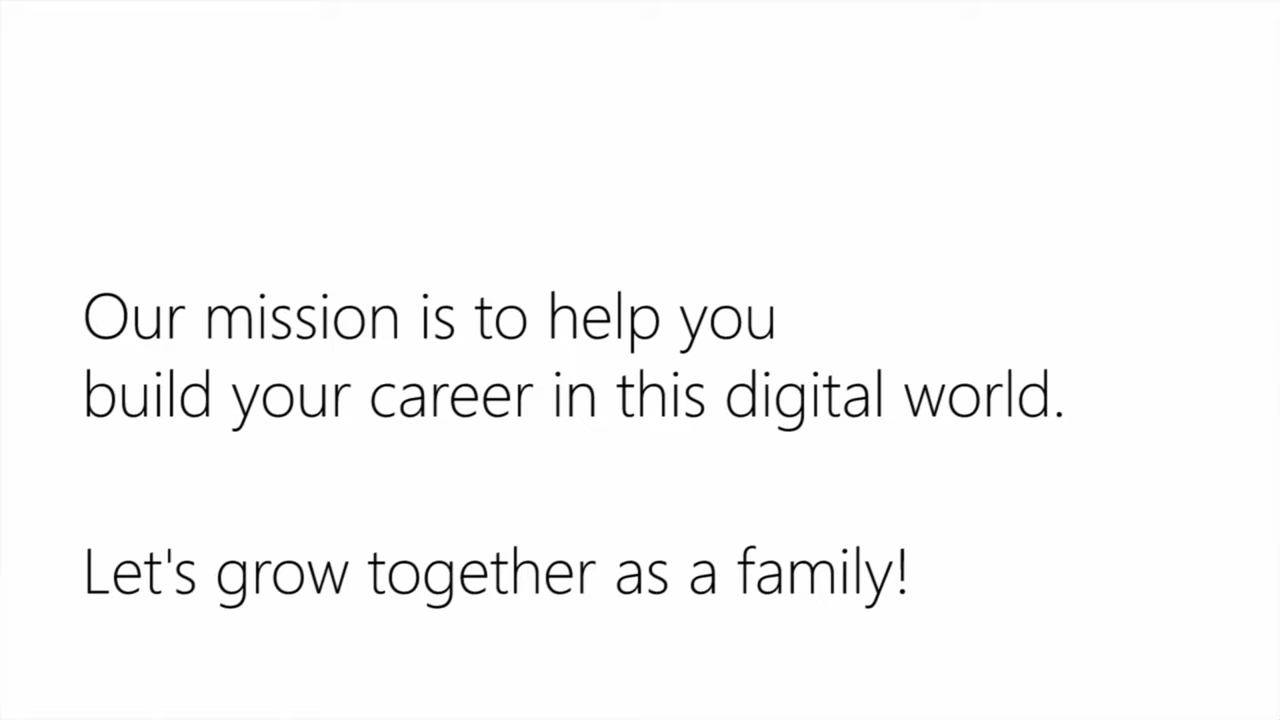 Our mission is to help you
build your career in this digital world.
Let's grow together as a family!